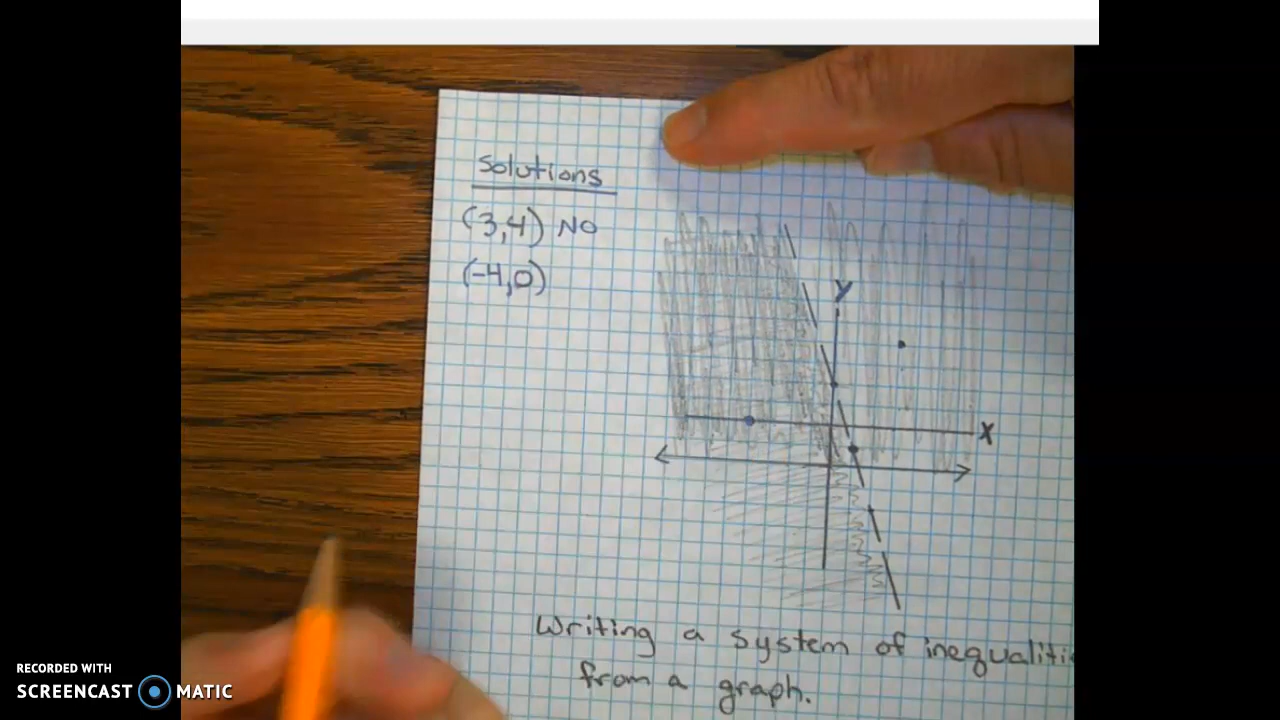 Solutions
(3,4) NO
(-4,0)
y
x
Writing a system of inequaliti
from a graph.
RECORDED WITH
SCREENCAST MATIC